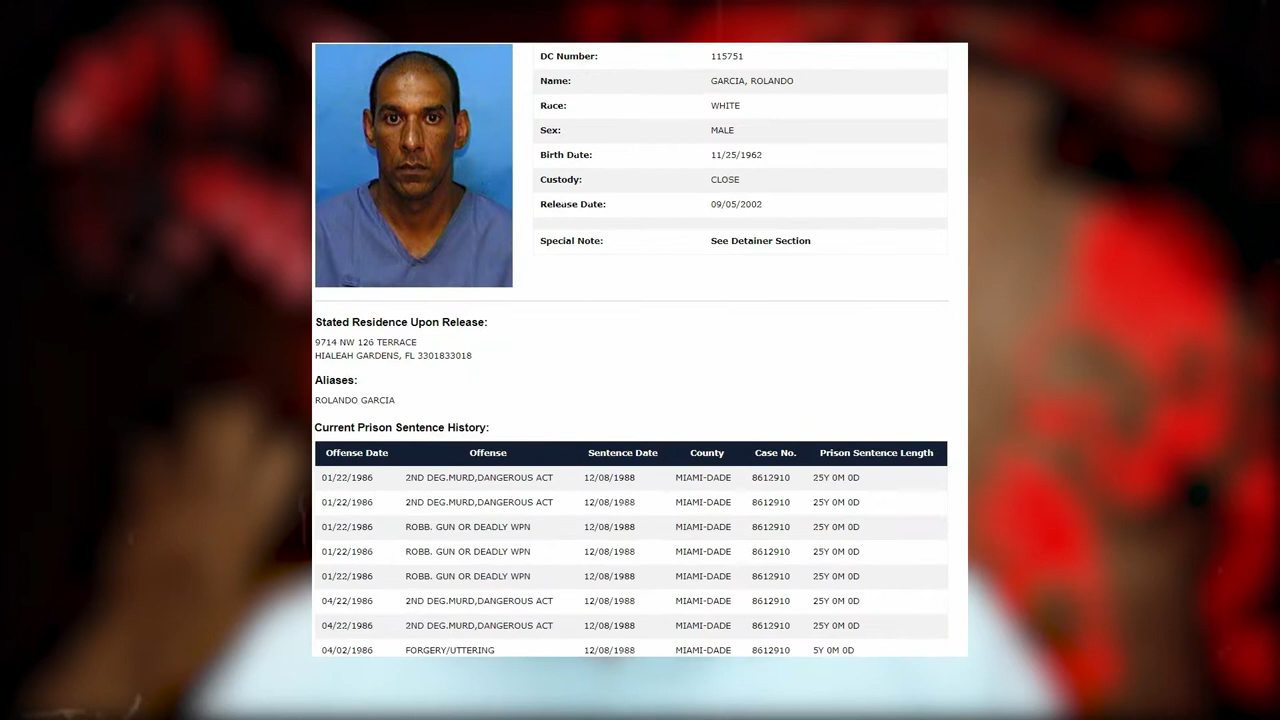 DC Number: 115751
Name: GARCIA, ROLANDO
Race: WHITE
Sex: MALE
Birth Date: 11/25/1962
Custody: CLOSE
Release Date: 09/05/2002
Special Note: See Detainer Section
Stated Residence Upon Release:
9714 NW 126 TERRACE
HIALEAH GARDENS, FL 3301833018
Aliases:
ROLANDO GARCIA
Current Prison Sentence History:
Offense Date Offense Sentence Date County Case No. Prison Sentence Length
01/22/1986 2ND DEG.MURD,DANGEROUS ACT 12/08/1988 MIAMI-DADE 8612910 25Y 0M 0D
01/22/1986 2ND DEG.MURD,DANGEROUS ACT 12/08/1988 MIAMI-DADE 8612910 25Y 0M 0D
01/22/1986 ROBB. GUN OR DEADLY WPN 12/08/1988 MIAMI-DADE 8612910 25Y 0M 0D
01/22/1986 ROBB. GUN OR DEADLY WPN 12/08/1988 MIAMI-DADE 8612910 25Y 0M 0D
01/22/1986 ROBB. GUN OR DEADLY WPN 12/08/1988 MIAMI-DADE 8612910 25Y 0M 0D
04/22/1986 2ND DEG.MURD,DANGEROUS ACT 12/08/1988 MIAMI-DADE 8612910 25Y 0M 0D
04/22/1986 2ND DEG.MURD,DANGEROUS ACT 12/08/1988 MIAMI-DADE 8612910 25Y 0M 0D
04/02/1986 FORGERY/UTTERING 12/08/1988 MIAMI-DADE 8612910 5Y 0M 0D